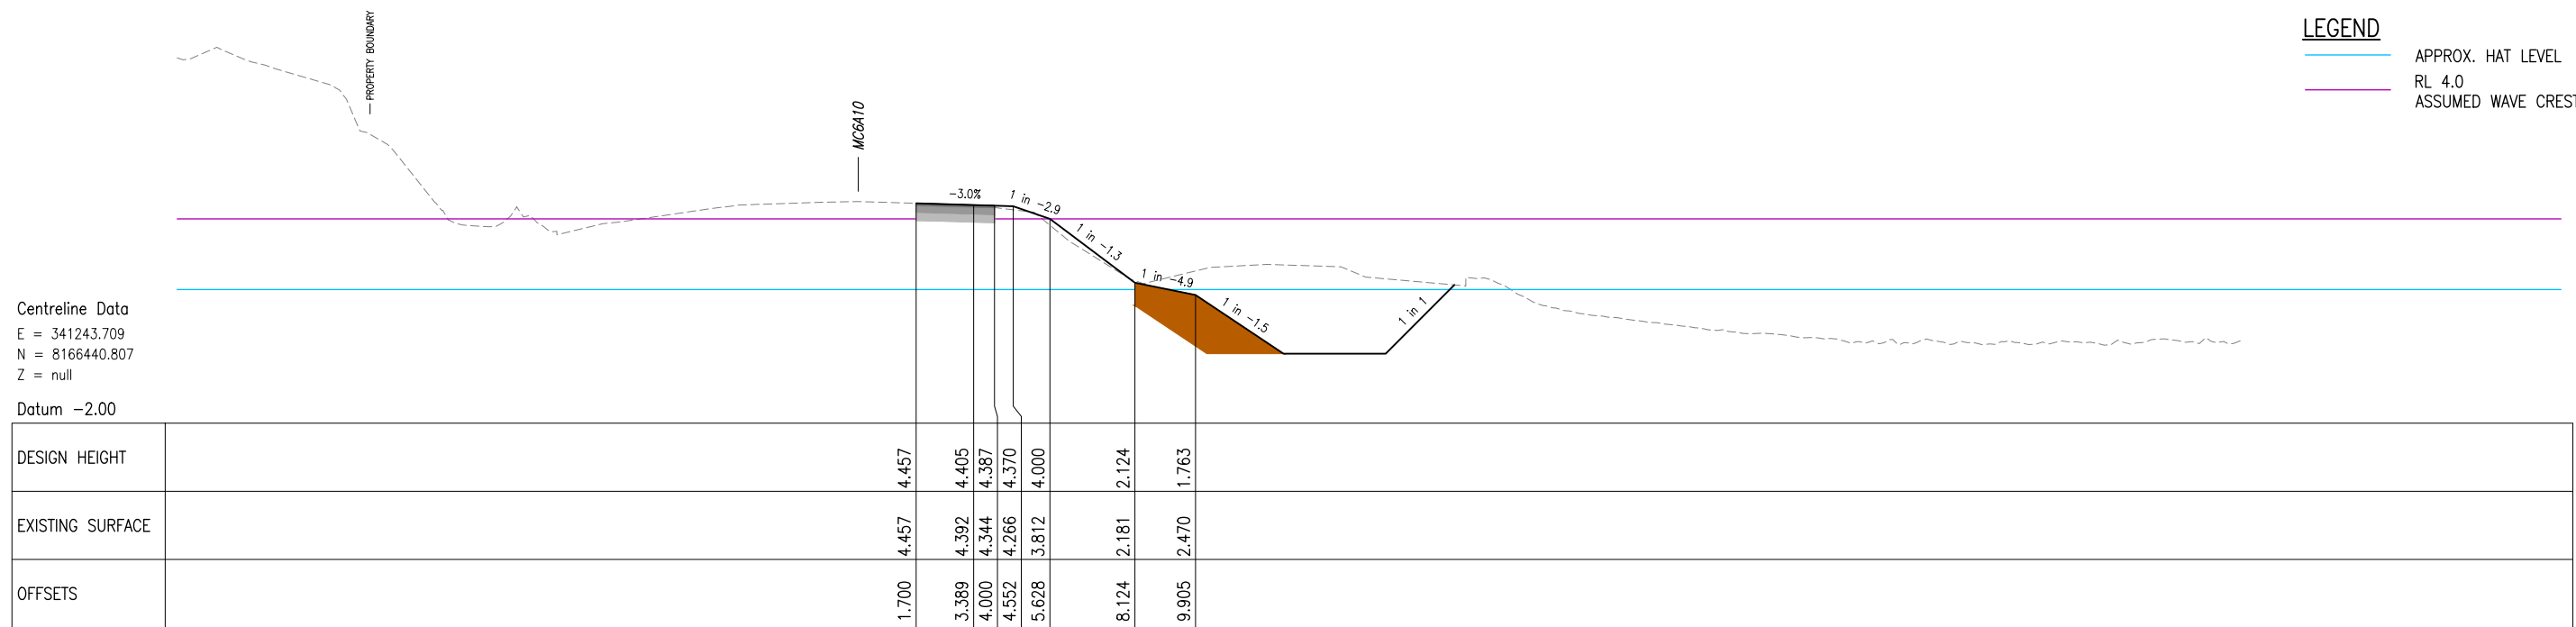 LEGEND
APPROX. HAT LEVEL
RL 4.0
ASSUMED WAVE CREST
PROPERTY BOUNDARY
MC6A10
-3.0%
1 in -2.9
1 in -1.3
1 in -4.9
1 in -1.5
1 in 1
Centreline Data
E = 341243.709
N = 8166440.807
Z = null
Datum -2.00
DESIGN HEIGHT 4.457 4.405 4.387 4.370 4.000 2.124 1.763
EXISTING SURFACE 4.457 4.392 4.344 4.266 3.812 2.181 2.470
OFFSETS 1.700 3.389 4.000 4.552 5.628 8.124 9.905